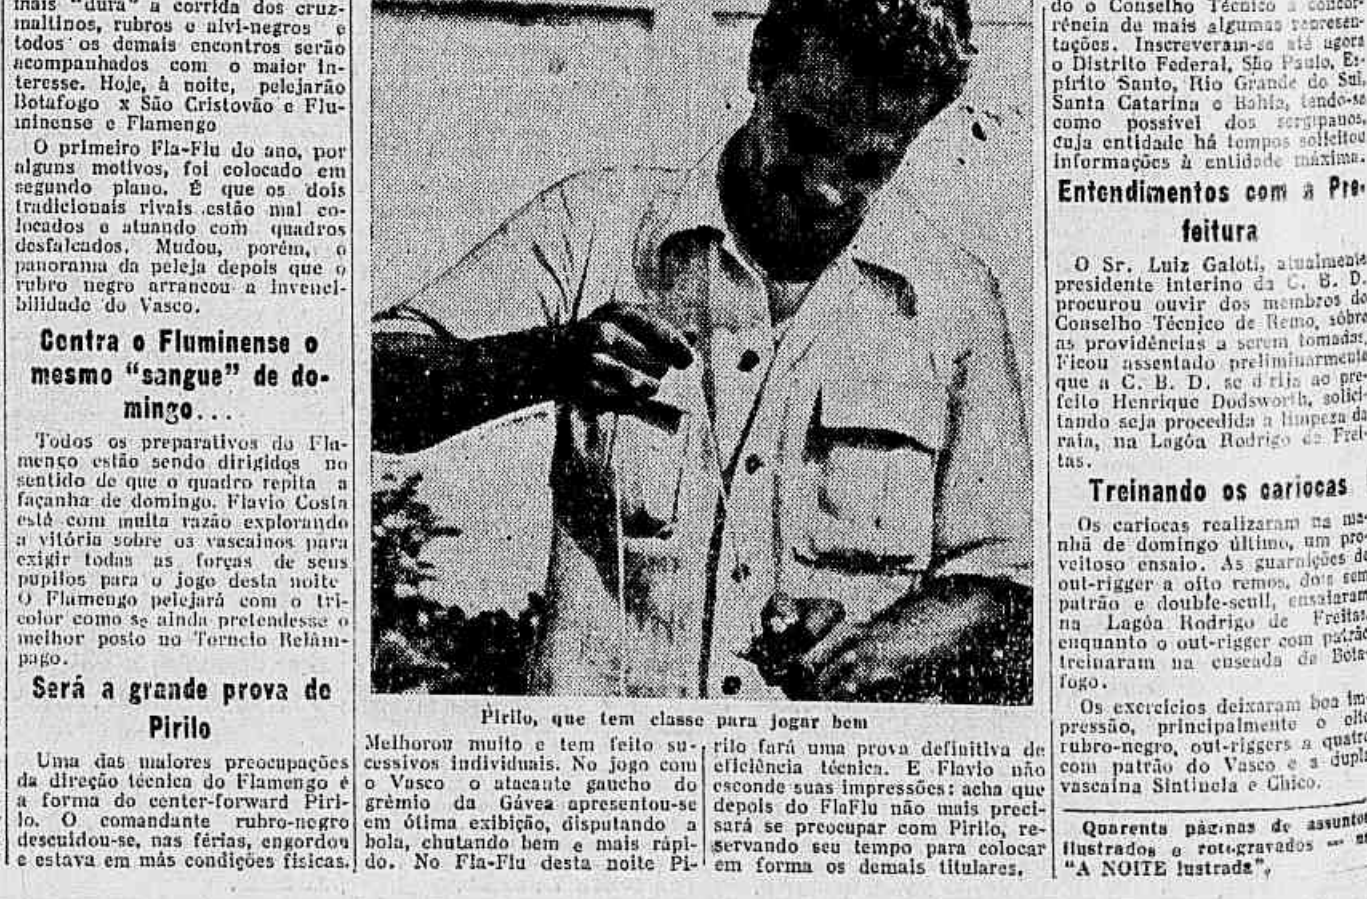 mais "dura" a corrida dos cruz-
maltinos, rubros e alvi-negros e
todos os demais encontros serão
acompanhados com o maior in-
teresse. Hoje, à noite, pelejarão
Botafogo x São Cristovão e Flu-
minense e Flamengo
O primeiro Fla-Flu do ano, por
alguns motivos, foi colocado em
segundo plano. É que os dois
tradicionais rivais estão mal co-
locados e atuando com quadros
desfalcados. Mudou, porém, o
panorama da peleja depois que o
rubro negro arrancou a invenci-
bilidade do Vasco.
Contra o Fluminense o
mesmo "sangue" de do-
mingo...
Todos os preparativos do Fla-
mengo estão sendo dirigidos no
sentido de que o quadro repita a
façanha de domingo. Flavio Costa
está com muita razão explorando
a vitória sobre os vascainos para
exigir todas as forças de seus
pupilos para o jogo desta noite
O Flamengo pelejará com o tri-
color como se ainda pretendesse o
melhor posto no Torneio Relâm-
pago.
Será a grande prova de
Pirilo
Uma das maiores preocupações
da direção técnica do Flamengo é
a forma do center-forward Piri-
lo. O comandante rubro-negro
descuidou-se, nas férias, engordou
e estava em más condições físicas.
Pirilo, que tem classe para jogar bem
Melhorou muito e tem feito su-
cessivos individuais. No jogo com
o Vasco o atacante gaucho do
grêmio da Gávea apresentou-se
em ótima exibição, disputando a
bola, chutando bem e mais rápi-
do. No Fla-Flu desta noite Pi-
rilo fará uma prova definitiva de
eficiência técnica. E Flavio não
esconde suas impressões: acha que
depois do FlaFlu não mais preci-
sará se preocupar com Pirilo, re-
servando seu tempo para colocar
em forma os demais titulares.
do o Conselho Técnico a concor-
rência de mais algumas represen-
tações. Inscreveram-se até agora
o Distrito Federal, São Paulo, Es-
pírito Santo, Rio Grande do Sul,
Santa Catarina e Bahia, tendo-se
como possivel dos sergipanos,
cuja entidade há tempos solicitou
informações à entidade máxima.
Entendimentos com a Pre-
feitura
O Sr. Luiz Galoti, atualmente
presidente interino da C. B. D.
procurou ouvir dos membros do
Conselho Técnico de Remo, sôbre
as providências a serem tomadas.
Ficou assentado preliminarmente
que a C. B. D. se dirija ao pre-
feito Henrique Dodsworth, solici-
tando seja procedida a limpeza da
raia, na Lagôa Rodrigo de Frei-
tas.
Treinando os cariocas
Os cariocas realizaram na ma-
nhã de domingo último, um pro-
veitoso ensaio. As guarnições de
out-rigger a oito remos, dois sem
patrão e double-scull, ensaiaram
na Lagôa Rodrigo de Freitas
enquanto o out-rigger com patrão
treinaram na enseada de Bota-
fogo.
Os exercicios deixaram boa im-
pressão, principalmente o oito
rubro-negro, out-riggers a quatro
com patrão do Vasco e a dupla
vascaina Sintinela e Chico.
Quarenta páginas de assuntos
ilustrados e rotogravados —
"A NOITE Iustrada".